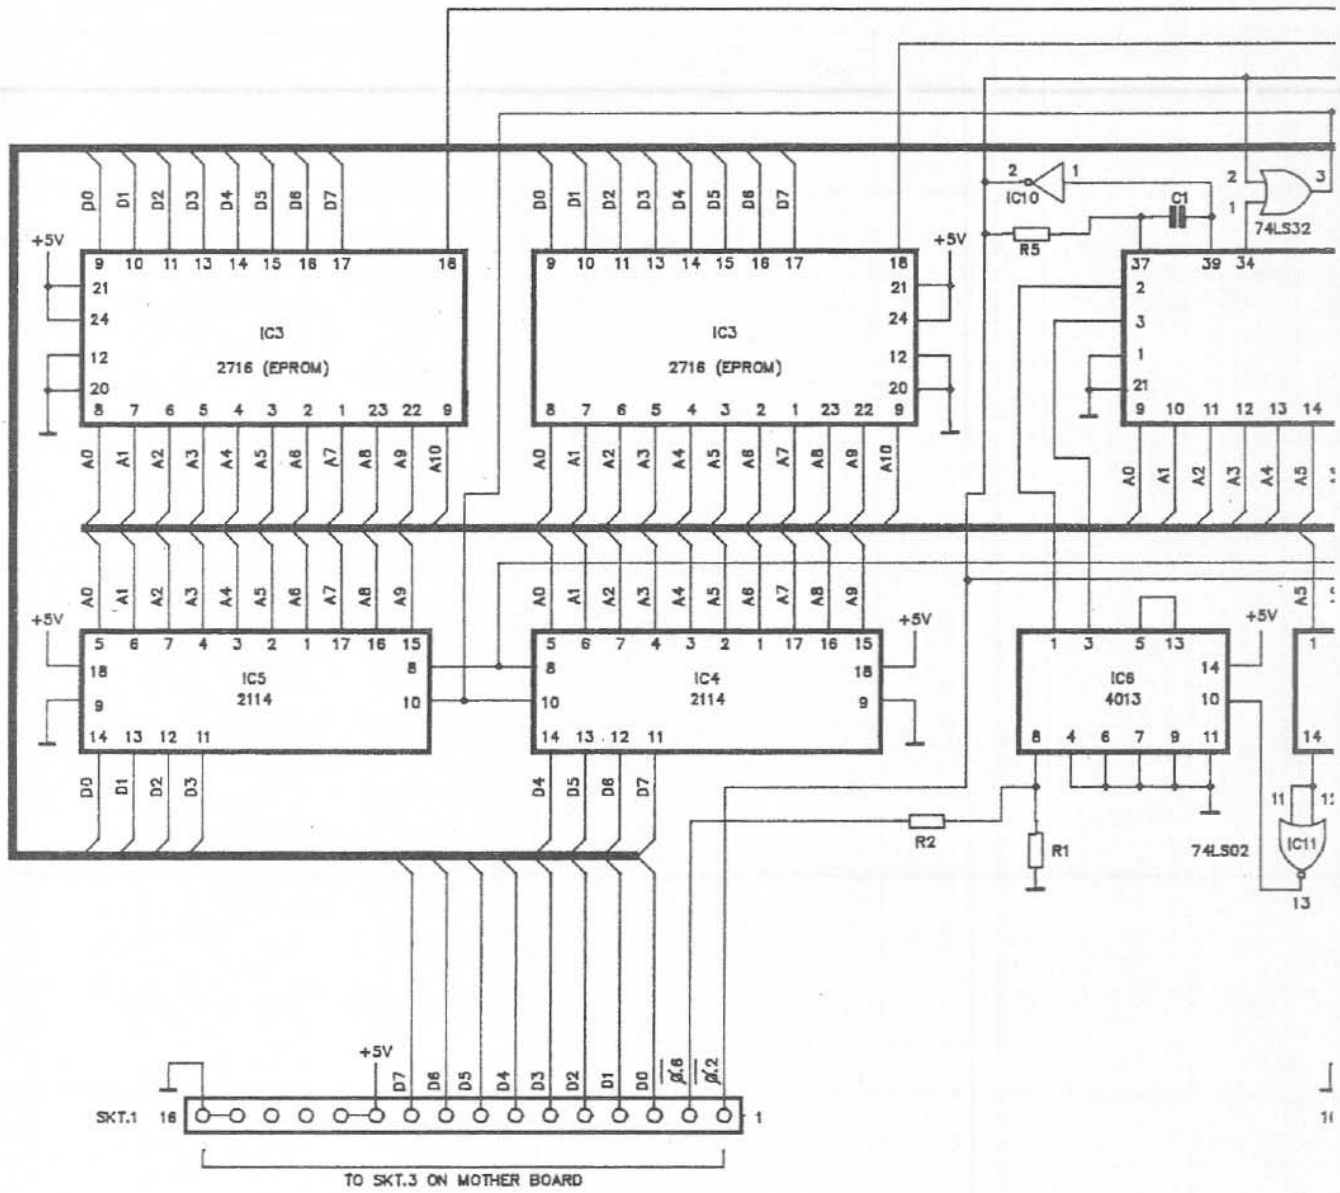 D0 D1 D2 D3 D4 D5 D6 D7 D0 D1 D2 D3 D4 D5 D6 D7 2 1 IC10 C1 2 1 3
+5V +5V R5 74LS32
9 10 11 13 14 15 16 17 18 9 10 11 13 14 15 16 17 18 37 39 34
21 21 2
24 24 3
IC3 IC3
12 12 1
2716 (EPROM) 2716 (EPROM)
20 20 21
8 7 6 5 4 3 2 1 23 22 9 8 7 6 5 4 3 2 1 23 22 9 9 10 11 12 13 14
A0 A1 A2 A3 A4 A5 A6 A7 A8 A9 A10 A0 A1 A2 A3 A4 A5 A6 A7 A8 A9 A10 A0 A1 A2 A3 A4 A5
A0 A1 A2 A3 A4 A5 A6 A7 A8 A9 A0 A1 A2 A3 A4 A5 A6 A7 A8 A9 A5
+5V +5V +5V
5 6 7 4 3 2 1 17 16 15 5 6 7 4 3 2 1 17 16 15 1 3 5 13 1
18 8 8 18 14
IC5 IC4 IC6
2114 2114 4013
9 10 10 9 10
14 13 12 11 14 13 12 11 8 4 6 7 9 11 14
D0 D1 D2 D3 D4 D5 D6 D7
11
R2 R1 74LS02 IC11
13
+5V D7 D6 D5 D4 D3 D2 D1 D0 Ø.6 Ø.2
SKT.1 16 1
TO SKT.3 ON MOTHER BOARD